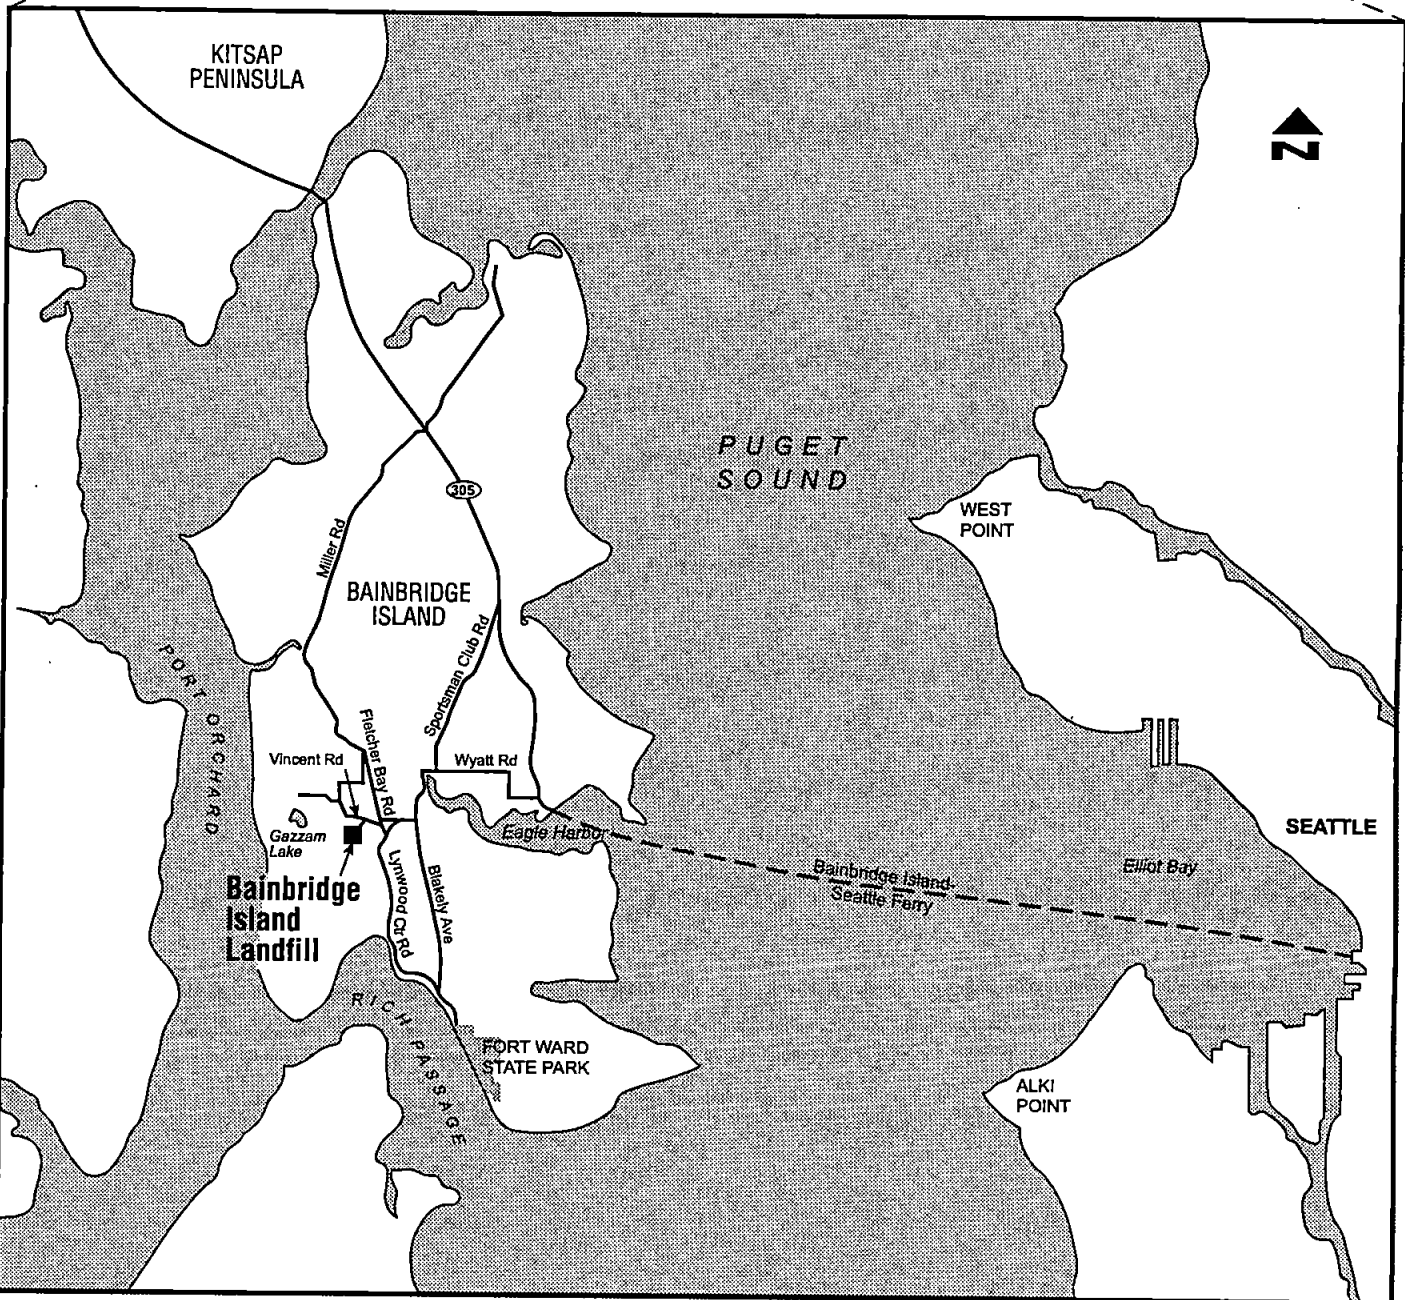 KITSAP
PENINSULA
N
PUGET
SOUND
305
WEST
POINT
Miller Rd
BAINBRIDGE
ISLAND
Sportsman Club Rd
PORT ORCHARD
Fletcher Bay Rd
Vincent Rd
Wyatt Rd
Gazzam
Lake
Eagle Harbor
SEATTLE
Elliot Bay
Bainbridge Island-
Seattle Ferry
Bainbridge
Island
Landfill
Lynwood Ctr Rd
Blakely Ave
RICH PASSAGE
FORT WARD
STATE PARK
ALKI
POINT